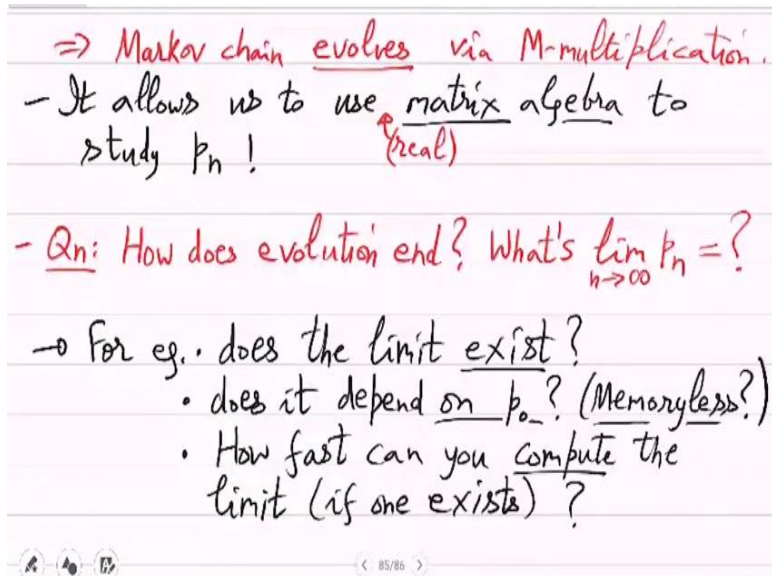 ⇒ Markov chain evolves via M-multiplication.
- It allows us to use matrix algebra to
study pn !
(real)
- Qn: How does evolution end? What's lim pn = ?
n→∞
→ For eg. • does the limit exist?
• does it depend on p0? (Memoryless?)
• How fast can you compute the
limit (if one exists) ?
85/86